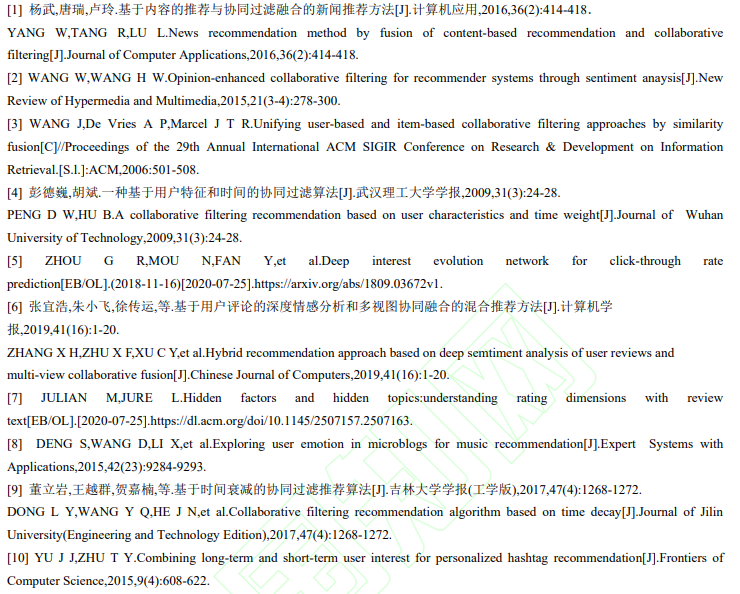 [1] 杨武,唐瑞,卢玲.基于内容的推荐与协同过滤融合的新闻推荐方法[J].计算机应用,2016,36(2):414-418.
YANG W,TANG R,LU L.News recommendation method by fusion of content-based recommendation and collaborative
filtering[J].Journal of Computer Applications,2016,36(2):414-418.
[2] WANG W,WANG H W.Opinion-enhanced collaborative filtering for recommender systems through sentiment anaysis[J].New
Review of Hypermedia and Multimedia,2015,21(3-4):278-300.
[3] WANG J,De Vries A P,Marcel J T R.Unifying user-based and item-based collaborative filtering approaches by similarity
fusion[C]//Proceedings of the 29th Annual International ACM SIGIR Conference on Research & Development on Information
Retrieval.[S.l.]:ACM,2006:501-508.
[4] 彭德巍,胡斌.一种基于用户特征和时间的协同过滤算法[J].武汉理工大学学报,2009,31(3):24-28.
PENG D W,HU B.A collaborative filtering recommendation based on user characteristics and time weight[J].Journal of Wuhan
University of Technology,2009,31(3):24-28.
[5] ZHOU G R,MOU N,FAN Y,et al.Deep interest evolution network for click-through rate
prediction[EB/OL].(2018-11-16)[2020-07-25].https://arxiv.org/abs/1809.03672v1.
[6] 张宜浩,朱小飞,徐传运,等.基于用户评论的深度情感分析和多视图协同融合的混合推荐方法[J].计算机学
报,2019,41(16):1-20.
ZHANG X H,ZHU X F,XU C Y,et al.Hybrid recommendation approach based on deep semtiment analysis of user reviews and
multi-view collaborative fusion[J].Chinese Journal of Computers,2019,41(16):1-20.
[7] JULIAN M,JURE L.Hidden factors and hidden topics:understanding rating dimensions with review
text[EB/OL].[2020-07-25].https://dl.acm.org/doi/10.1145/2507157.2507163.
[8] DENG S,WANG D,LI X,et al.Exploring user emotion in microblogs for music recommendation[J].Expert Systems with
Applications,2015,42(23):9284-9293.
[9] 董立岩,王越群,贺嘉楠,等.基于时间衰减的协同过滤推荐算法[J].吉林大学学报(工学版),2017,47(4):1268-1272.
DONG L Y,WANG Y Q,HE J N,et al.Collaborative filtering recommendation algorithm based on time decay[J].Journal of Jilin
University(Engineering and Technology Edition),2017,47(4):1268-1272.
[10] YU J J,ZHU T Y.Combining long-term and short-term user interest for personalized hashtag recommendation[J].Frontiers of
Computer Science,2015,9(4):608-622.